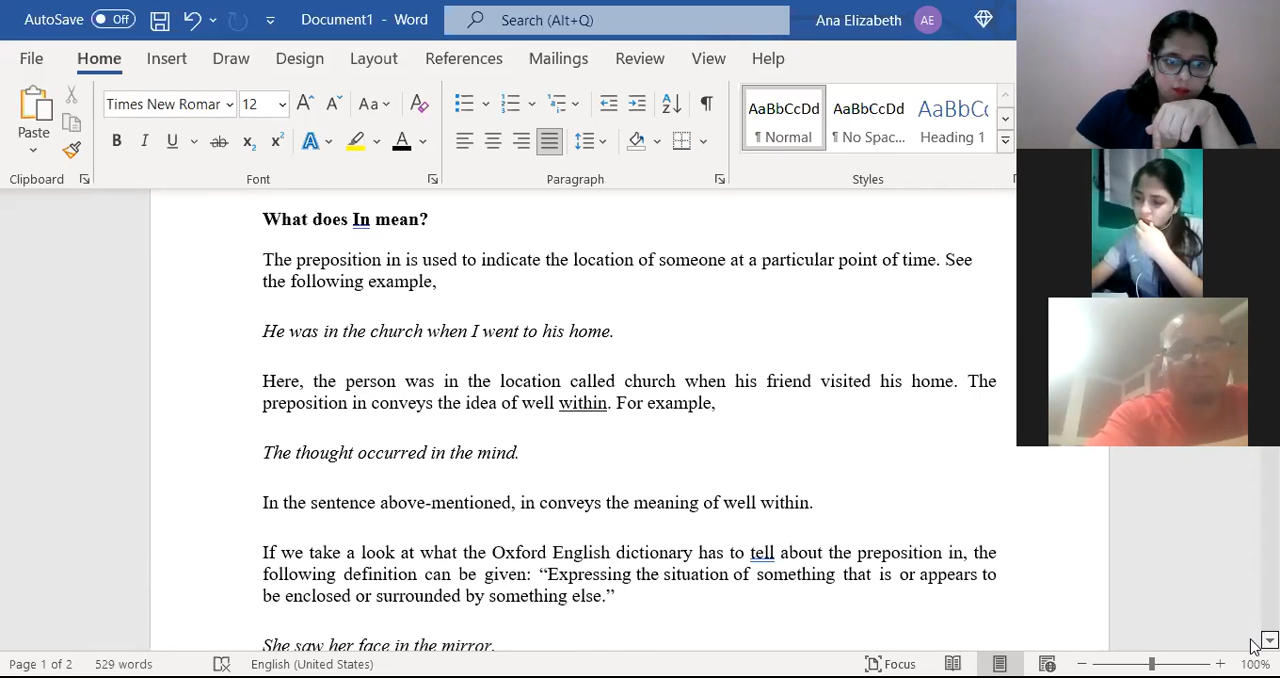 AutoSave Off Document1 - Word Search (Alt+Q) Ana Elizabeth AE
File Home Insert Draw Design Layout References Mailings Review View Help
Times New Romar 12 Aa AaBbCcDd AaBbCcDd AaBbCc
Paste B I U ab x2 x2 A A ¶ Normal ¶ No Spac... Heading 1
Clipboard Font Paragraph Styles
What does In mean?
The preposition in is used to indicate the location of someone at a particular point of time. See
the following example,
He was in the church when I went to his home.
Here, the person was in the location called church when his friend visited his home. The
preposition in conveys the idea of well within. For example,
The thought occurred in the mind.
In the sentence above-mentioned, in conveys the meaning of well within.
If we take a look at what the Oxford English dictionary has to tell about the preposition in, the
following definition can be given: “Expressing the situation of something that is or appears to
be enclosed or surrounded by something else.”
She saw her face in the mirror.
Page 1 of 2 529 words English (United States) Focus 100%